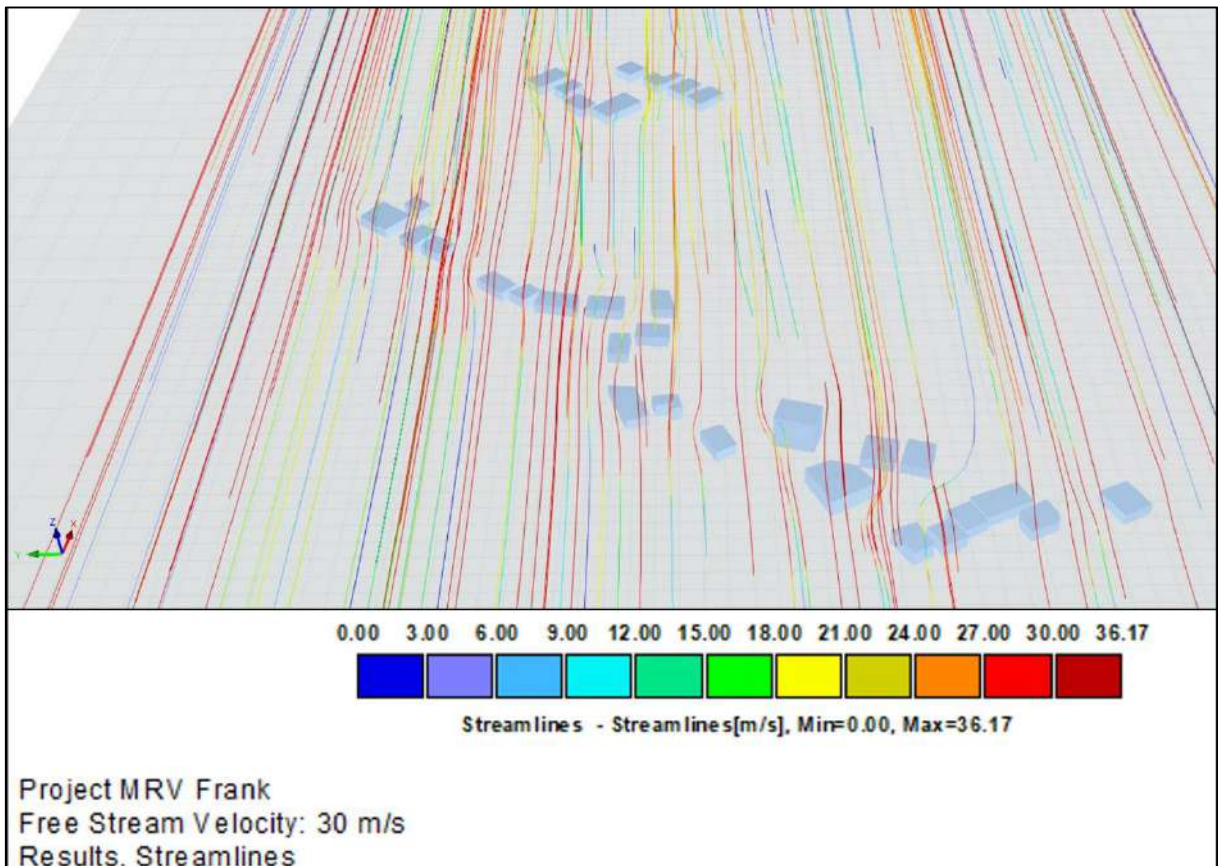 Z
X
Y
0.00 3.00 6.00 9.00 12.00 15.00 18.00 21.00 24.00 27.00 30.00 36.17
Streamlines - Streamlines[m/s], Min=0.00, Max=36.17
Project MRV Frank
Free Stream Velocity: 30 m/s
Results, Streamlines